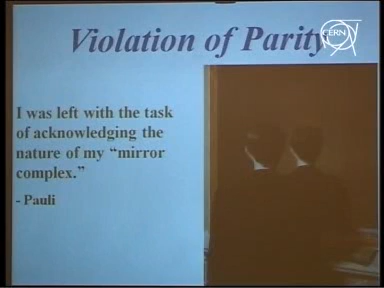 Violation of Parity
CERN
I was left with the task
of acknowledging the
nature of my “mirror
complex.”
- Pauli